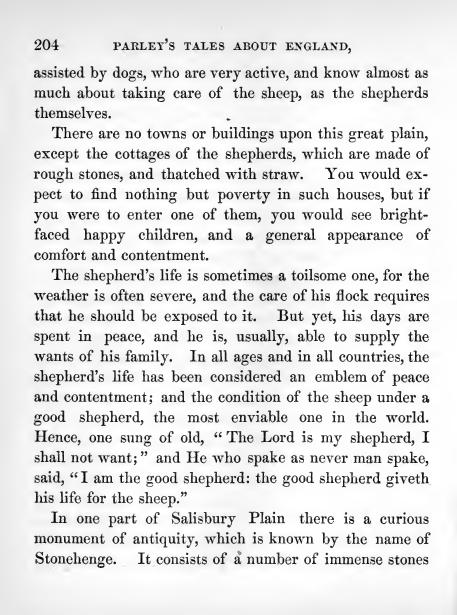 204 PARLEY'S TALES ABOUT ENGLAND,
assisted by dogs, who are very active, and know almost as
much about taking care of the sheep, as the shepherds
themselves.
There are no towns or buildings upon this great plain,
except the cottages of the shepherds, which are made of
rough stones, and thatched with straw. You would ex-
pect to find nothing but poverty in such houses, but if
you were to enter one of them, you would see bright-
faced happy children, and a general appearance of
comfort and contentment.
The shepherd's life is sometimes a toilsome one, for the
weather is often severe, and the care of his flock requires
that he should be exposed to it. But yet, his days are
spent in peace, and he is, usually, able to supply the
wants of his family. In all ages and in all countries, the
shepherd's life has been considered an emblem of peace
and contentment; and the condition of the sheep under a
good shepherd, the most enviable one in the world.
Hence, one sung of old, "The Lord is my shepherd, I
shall not want;" and He who spake as never man spake,
said, "I am the good shepherd: the good shepherd giveth
his life for the sheep."
In one part of Salisbury Plain there is a curious
monument of antiquity, which is known by the name of
Stonehenge. It consists of a number of immense stones